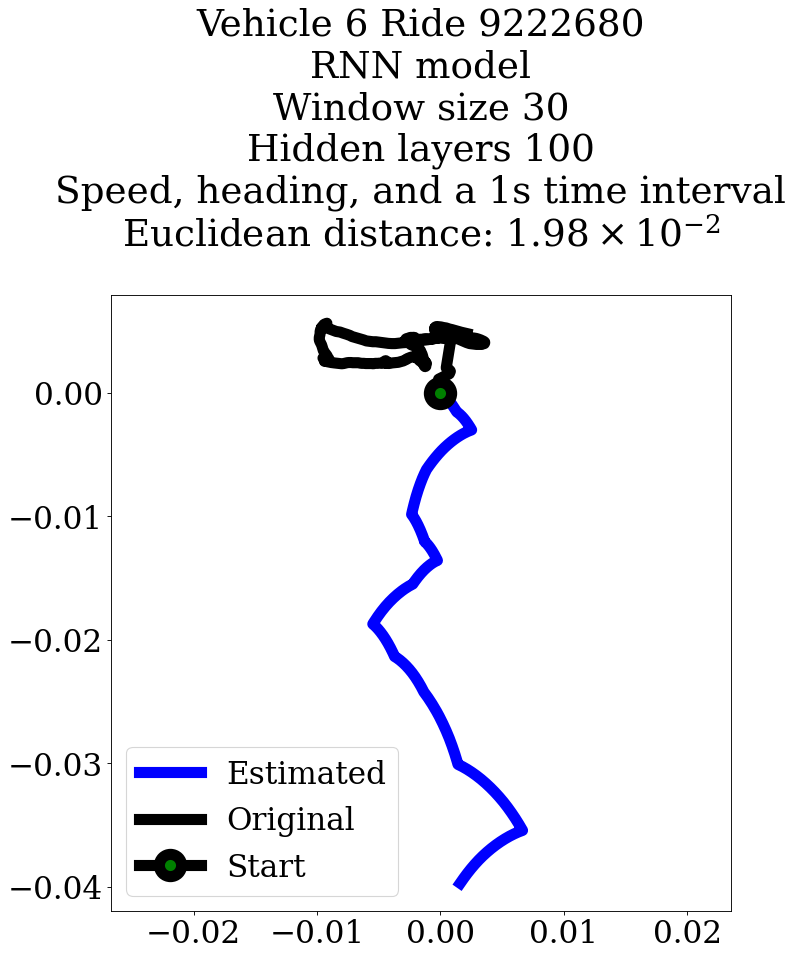 Vehicle 6 Ride 9222680
RNN model
Window size 30
Hidden layers 100
Speed, heading, and a 1s time interval
Euclidean distance: 1.98 × 10⁻²
0.00
−0.01
−0.02
−0.03
−0.04
Estimated
Original
Start
−0.02
−0.01
0.00
0.01
0.02